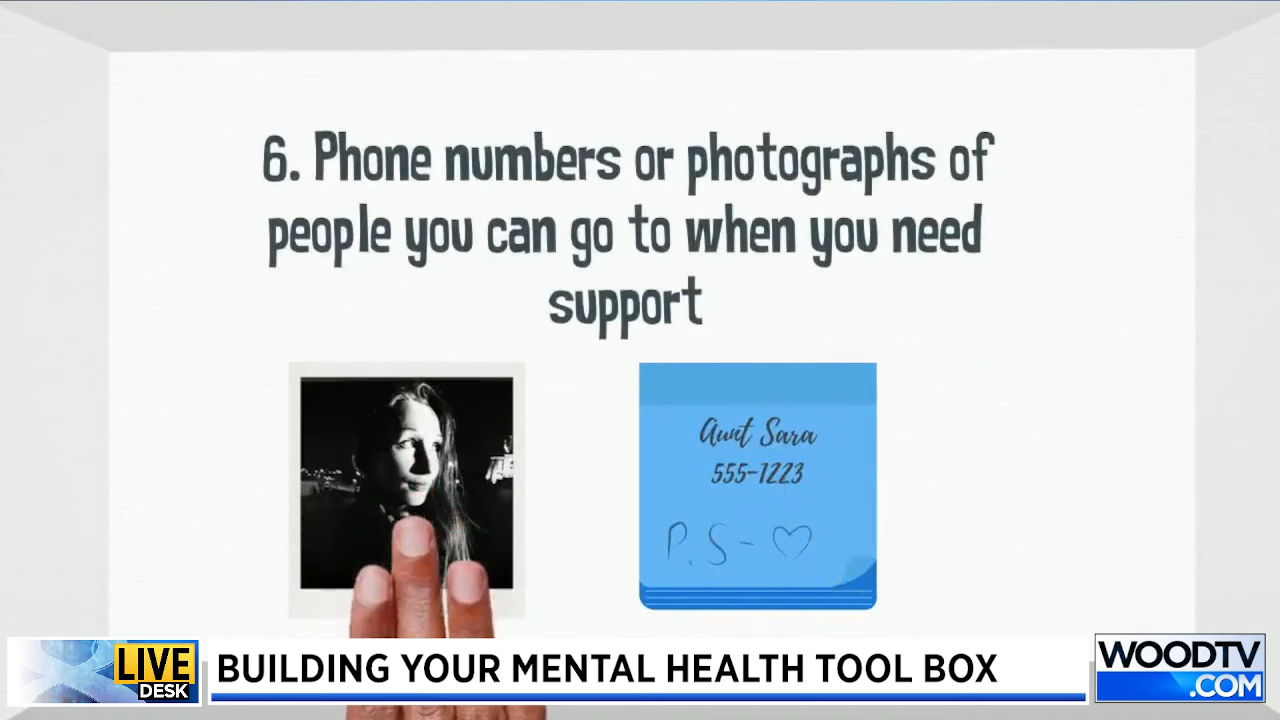 6. Phone numbers or photographs of
people you can go to when you need
support
Aunt Sara
555-1223
P.S- ♡
LIVE
DESK
BUILDING YOUR MENTAL HEALTH TOOL BOX
WOODTV
.COM